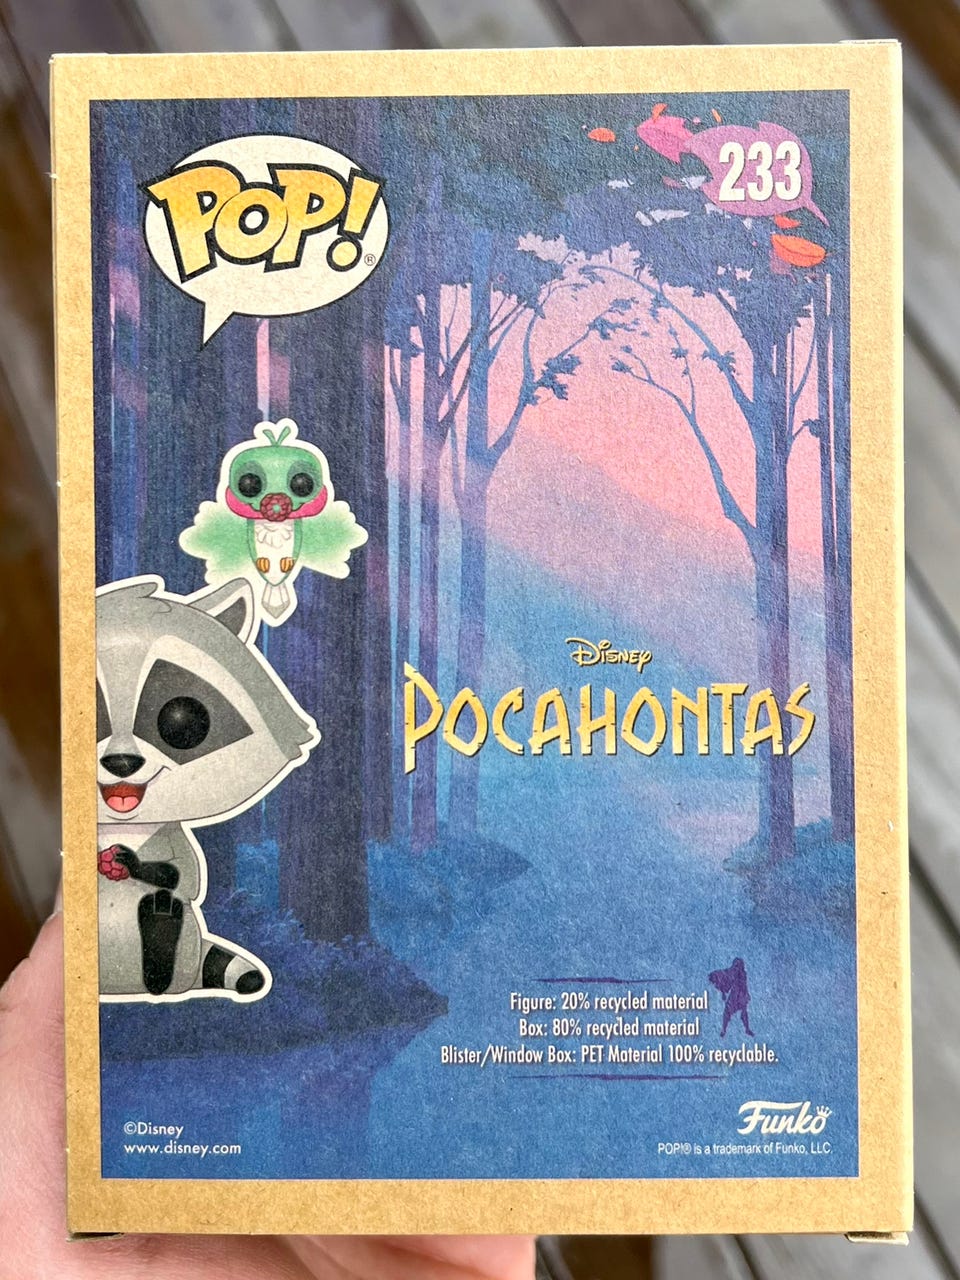 POP!®
233
Disney
POCAHONTAS
Figure: 20% recycled material
Box: 80% recycled material
Blister/Window Box: PET Material 100% recyclable.
©Disney
www.disney.com
Funko
POP!® is a trademark of Funko, LLC